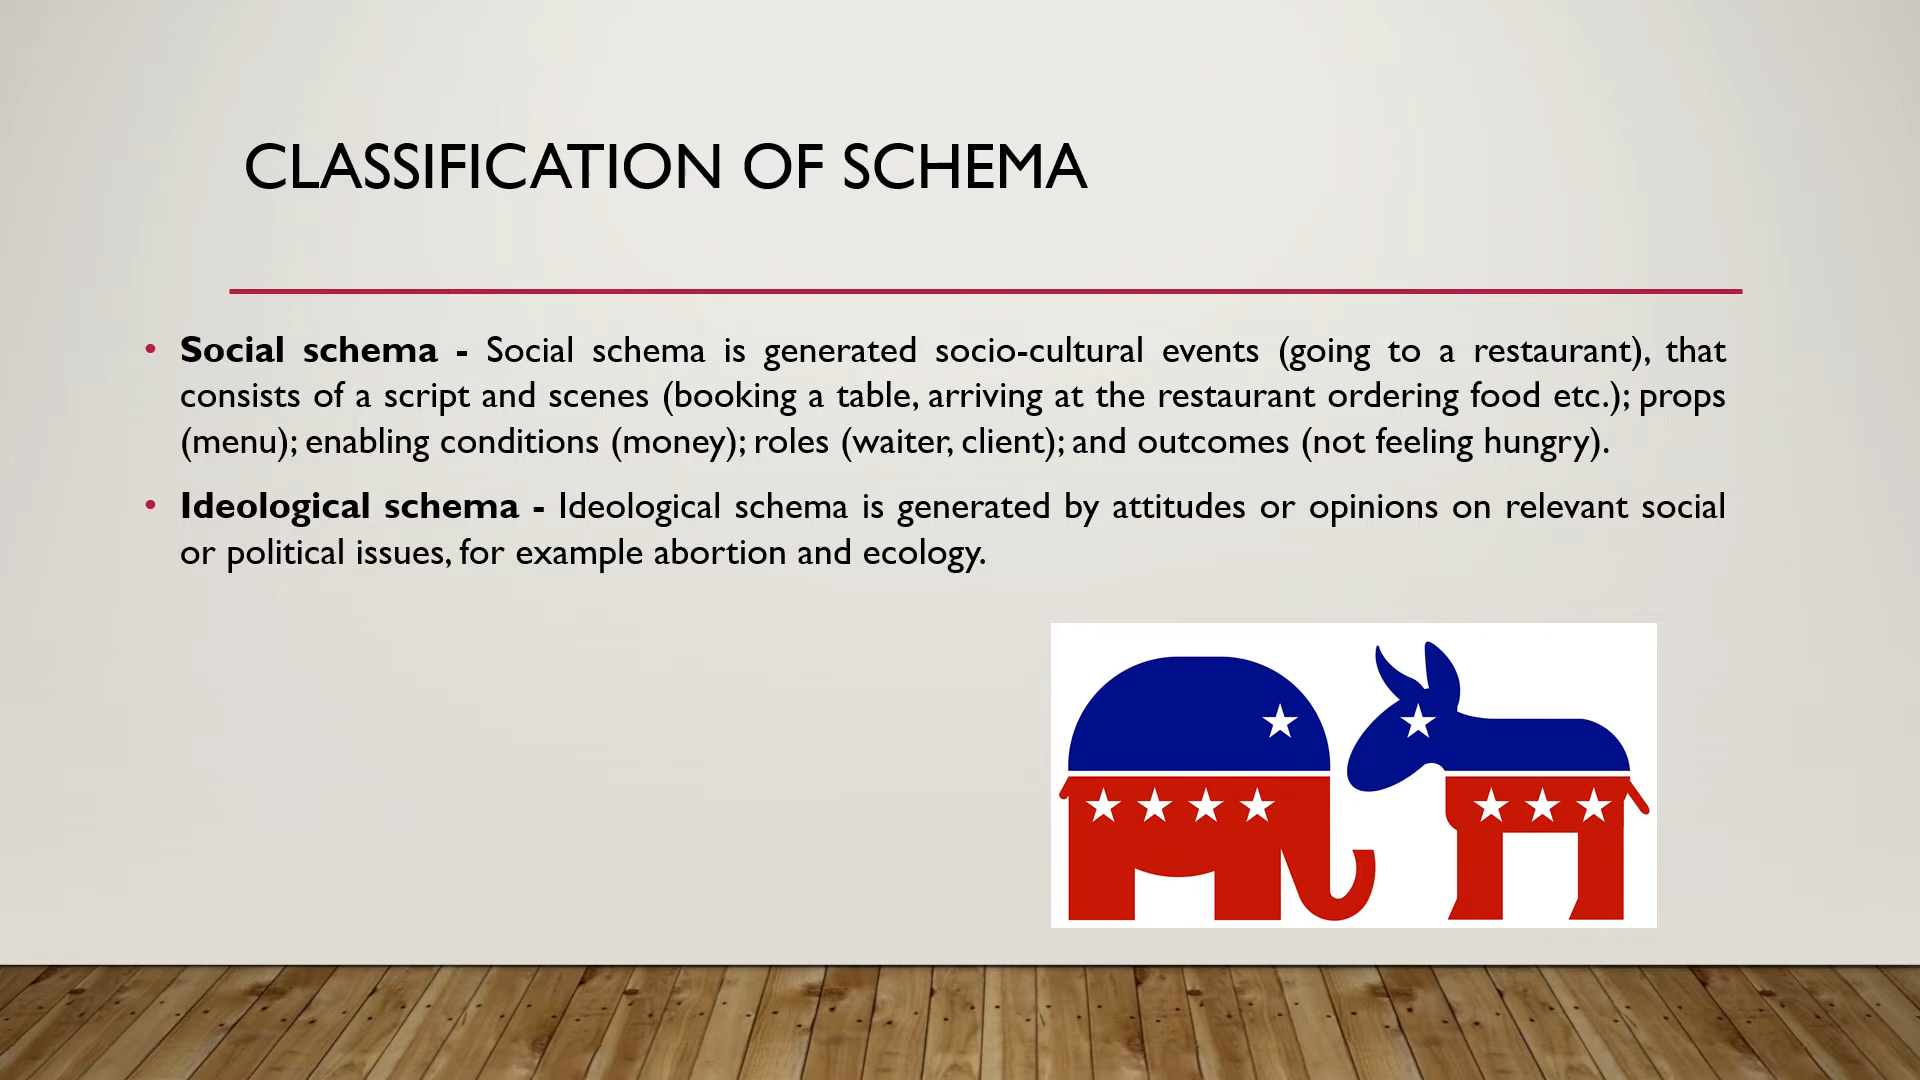 CLASSIFICATION OF SCHEMA
• Social schema - Social schema is generated socio-cultural events (going to a restaurant), that
consists of a script and scenes (booking a table, arriving at the restaurant ordering food etc.); props
(menu); enabling conditions (money); roles (waiter, client); and outcomes (not feeling hungry).
• Ideological schema - Ideological schema is generated by attitudes or opinions on relevant social
or political issues, for example abortion and ecology.